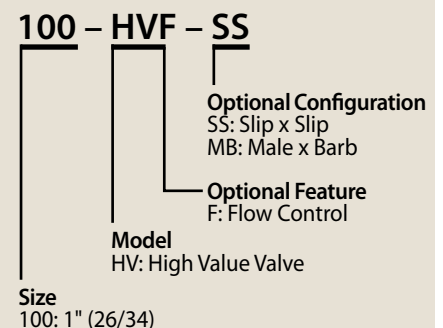 100 – HVF – SS
Optional Configuration
SS: Slip x Slip
MB: Male x Barb
Optional Feature
F: Flow Control
Model
HV: High Value Valve
Size
100: 1" (26/34)